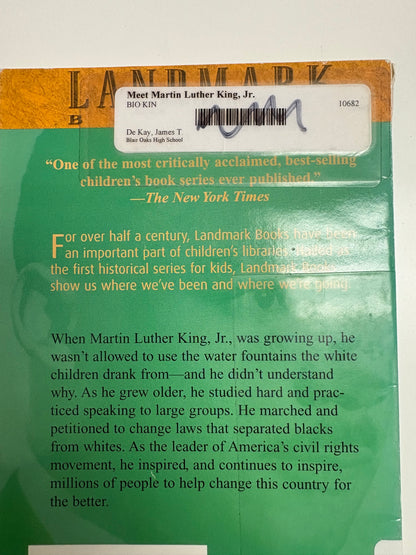 LANDMARK
B
Meet Martin Luther King, Jr.
BIO KIN 10682
De Kay, James T
Blair Oaks High School
“One of the most critically acclaimed, best-selling
children’s book series ever published.”
—The New York Times
For over half a century, Landmark Books have been
an important part of children’s libraries. Hailed as
the first historical series for kids, Landmark Books
show us where we’ve been and where we’re going.
When Martin Luther King, Jr., was growing up, he
wasn’t allowed to use the water fountains the white
children drank from—and he didn’t understand
why. As he grew older, he studied hard and prac-
ticed speaking to large groups. He marched and
petitioned to change laws that separated blacks
from whites. As the leader of America’s civil rights
movement, he inspired, and continues to inspire,
millions of people to help change this country for
the better.